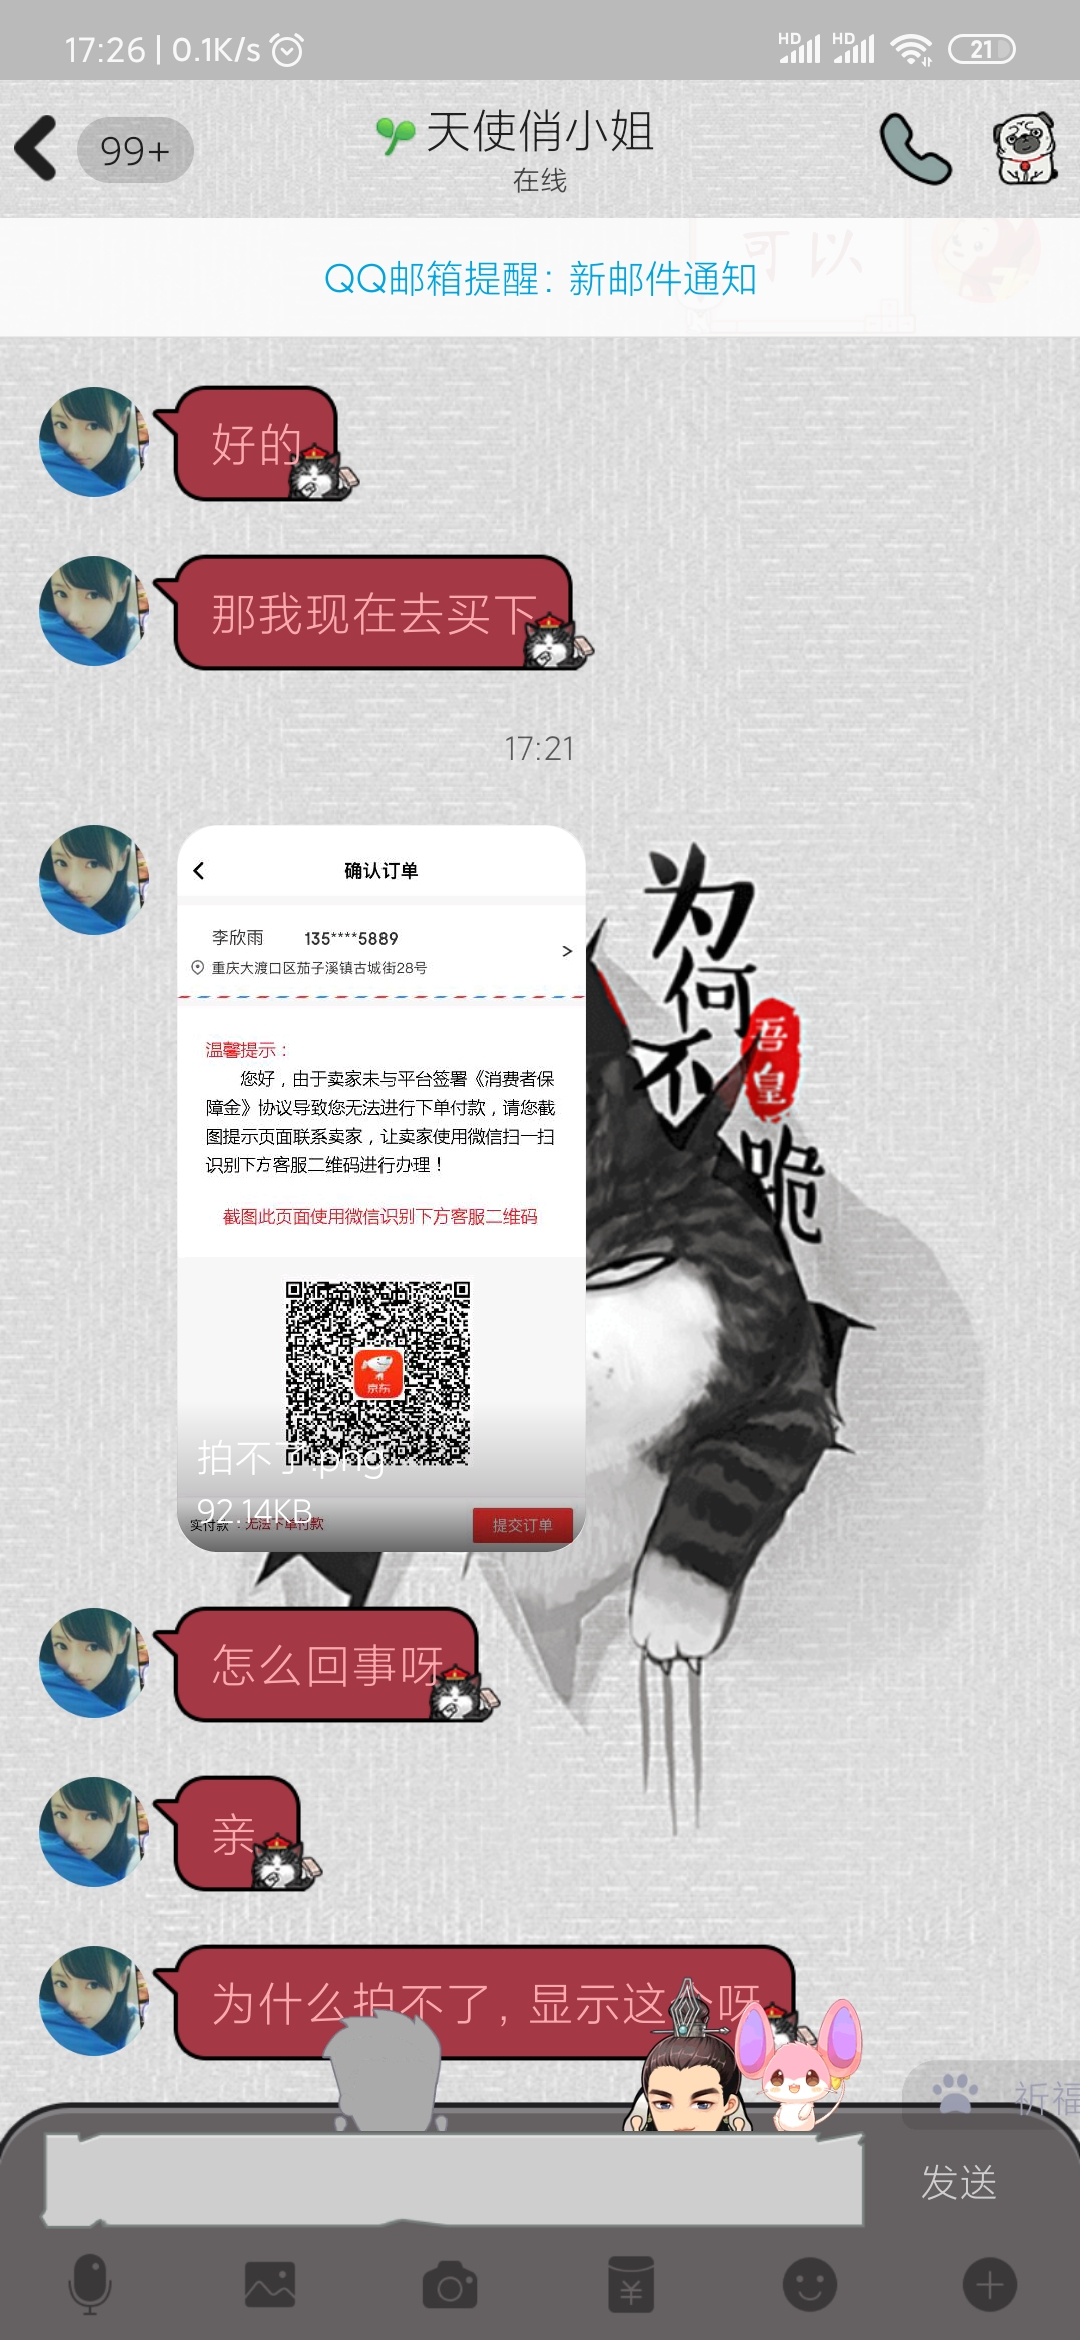 17:26 | 0.1K/s
HD HD 21
99+
天使俏小姐
在线
可以
QQ邮箱提醒：新邮件通知
好的
那我现在去买下
17:21
确认订单
李欣雨 135****5889
重庆大渡口区茄子溪镇古城街28号
温馨提示：
您好，由于卖家未与平台签署《消费者保
障金》协议导致您无法进行下单付款，请您截
图提示页面联系卖家，让卖家使用微信扫一扫
识别下方客服二维码进行办理！
截图此页面使用微信识别下方客服二维码
京东
拍不了.png
92.14KB
实付款：无法下单付款
提交订单
为何不跪
吾皇
怎么回事呀
亲
为什么拍不了，显示这个呀
祈福
发送